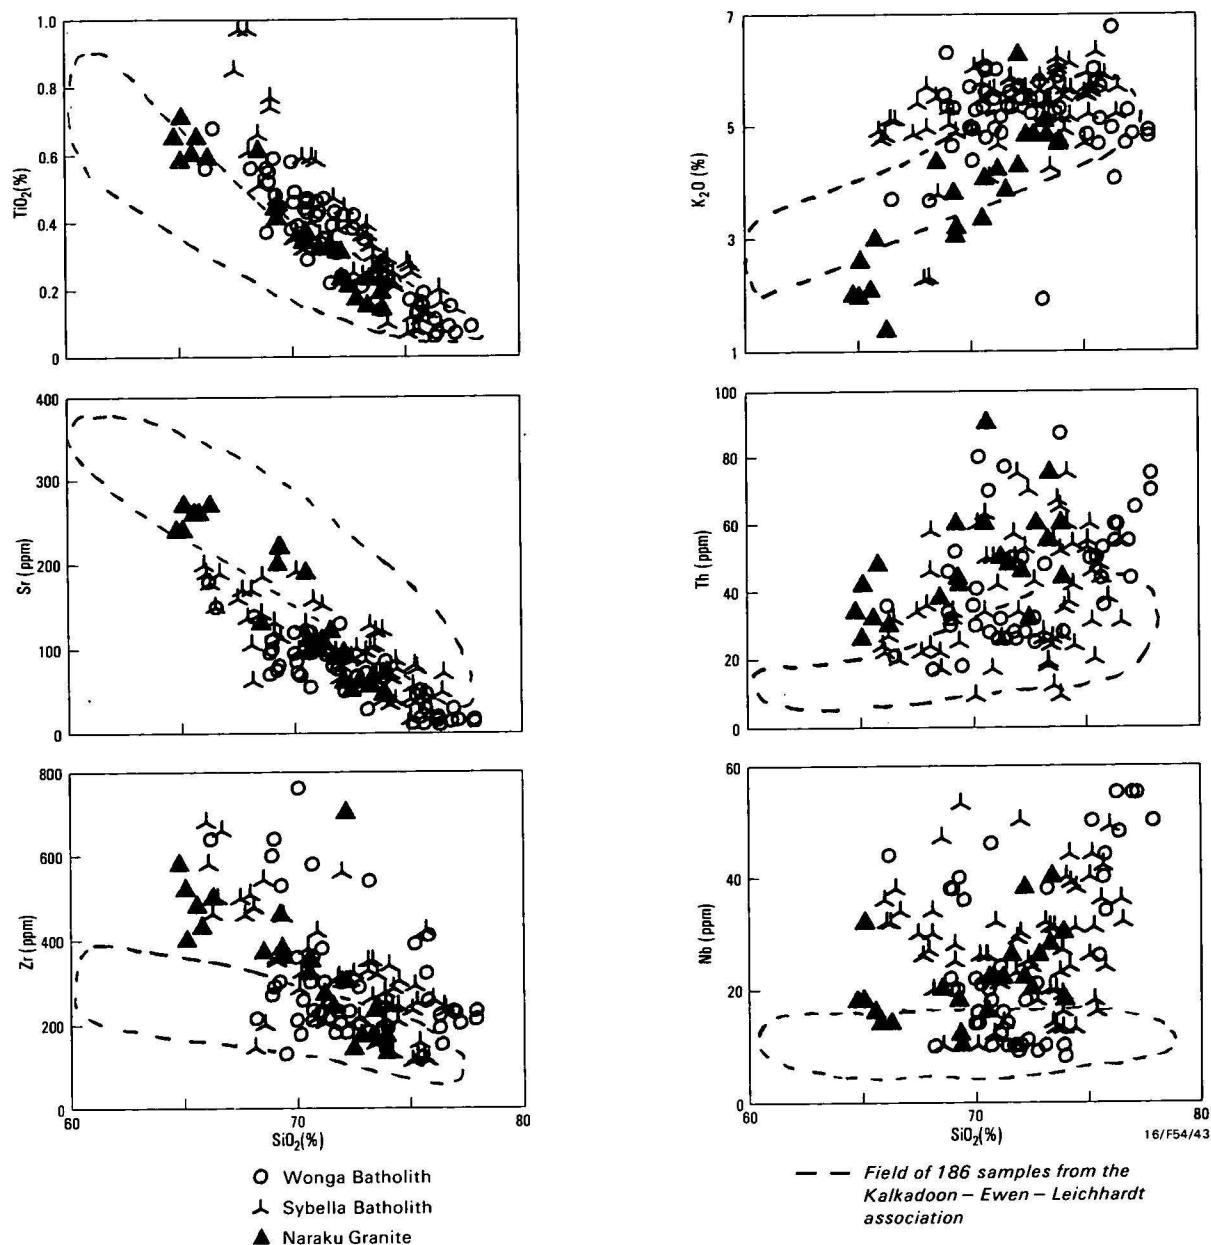 1.0
0.8
0.6
0.4
0.2
0
TiO2(%)
7
5
3
1
K2O (%)
400
300
200
100
0
Sr (ppm)
100
80
60
40
20
0
Th (ppm)
800
600
400
200
0
Zr (ppm)
60
70
80
SiO2(%)
60
40
20
0
Nb (ppm)
60
70
80
SiO2(%)
16/F54/43
Wonga Batholith
Sybella Batholith
Naraku Granite
Field of 186 samples from the
Kalkadoon – Ewen – Leichhardt
association